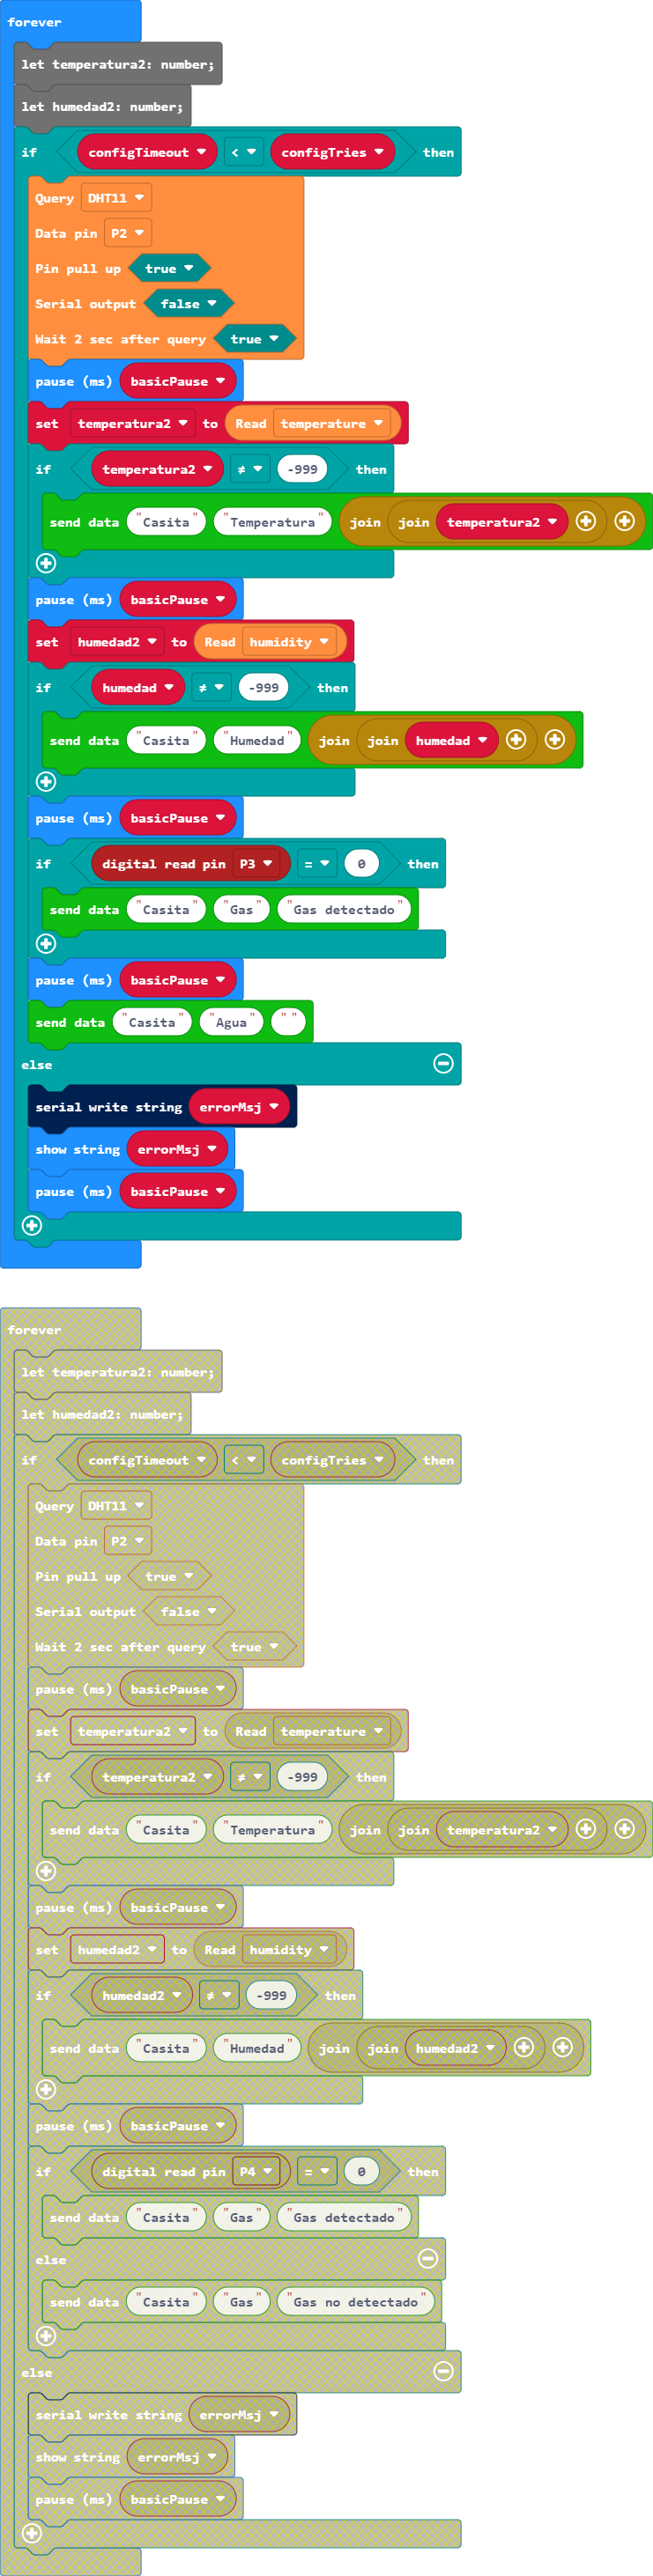 forever
let temperatura2: number;
let humedad2: number;
if configTimeout < configTries then
Query DHT11
Data pin P2
Pin pull up true
Serial output false
Wait 2 sec after query true
pause (ms) basicPause
set temperatura2 to Read temperature
if temperatura2 ≠ -999 then
send data "Casita" "Temperatura" join join temperatura2
pause (ms) basicPause
set humedad2 to Read humidity
if humedad ≠ -999 then
send data "Casita" "Humedad" join join humedad
pause (ms) basicPause
if digital read pin P3 = 0 then
send data "Casita" "Gas" "Gas detectado"
pause (ms) basicPause
send data "Casita" "Agua" " "
else
serial write string errorMsj
show string errorMsj
pause (ms) basicPause
forever
let temperatura2: number;
let humedad2: number;
if configTimeout < configTries then
Query DHT11
Data pin P2
Pin pull up true
Serial output false
Wait 2 sec after query true
pause (ms) basicPause
set temperatura2 to Read temperature
if temperatura2 ≠ -999 then
send data "Casita" "Temperatura" join join temperatura2
pause (ms) basicPause
set humedad2 to Read humidity
if humedad2 ≠ -999 then
send data "Casita" "Humedad" join join humedad2
pause (ms) basicPause
if digital read pin P4 = 0 then
send data "Casita" "Gas" "Gas detectado"
else
send data "Casita" "Gas" "Gas no detectado"
else
serial write string errorMsj
show string errorMsj
pause (ms) basicPause